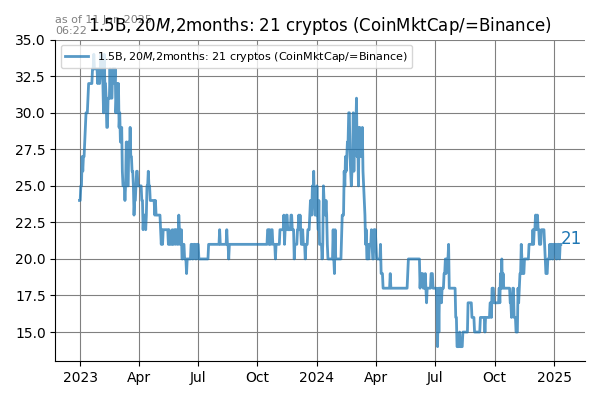 as of 11 Jan 2025
06:22
1.5B, 20M, 2months: 21 cryptos (CoinMktCap/=Binance)
1.5B, 20M, 2months: 21 cryptos (CoinMktCap/=Binance)
35.0
32.5
30.0
27.5
25.0
22.5
20.0
17.5
15.0
21
2023 Apr Jul Oct 2024 Apr Jul Oct 2025